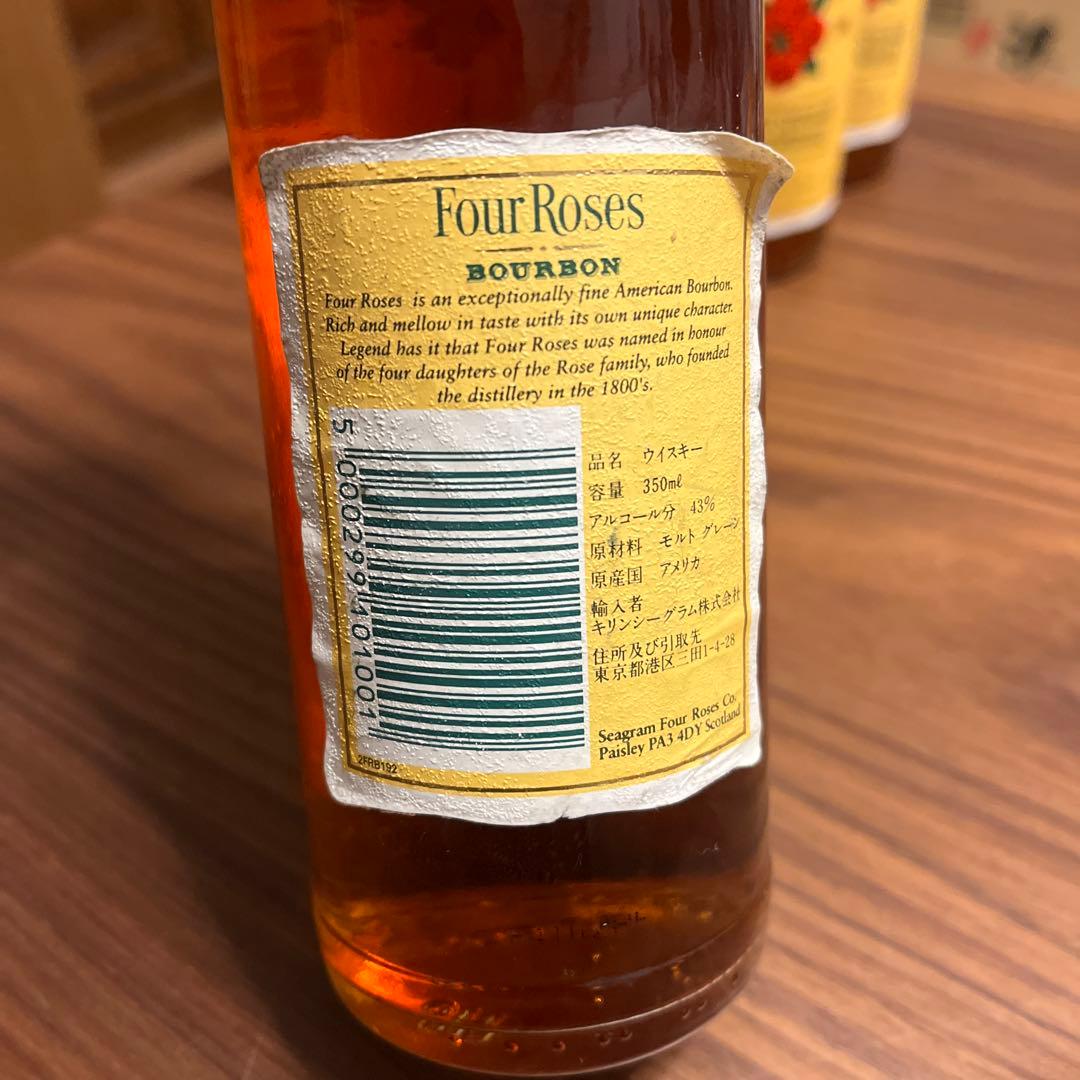 Four Roses
BOURBON
Four Roses is an exceptionally fine American Bourbon.
Rich and mellow in taste with its own unique character.
Legend has it that Four Roses was named in honour
of the four daughters of the Rose family, who founded
the distillery in the 1800's.
5 000299 401001
品名 ウイスキー
容量 350mℓ
アルコール分 43%
原材料 モルト グレーン
原産国 アメリカ
輸入者
キリンシーグラム株式会社
住所及び引取先
東京都港区三田1-4-28
Seagram Four Roses Co.
Paisley PA3 4DY Scotland
2FRB192